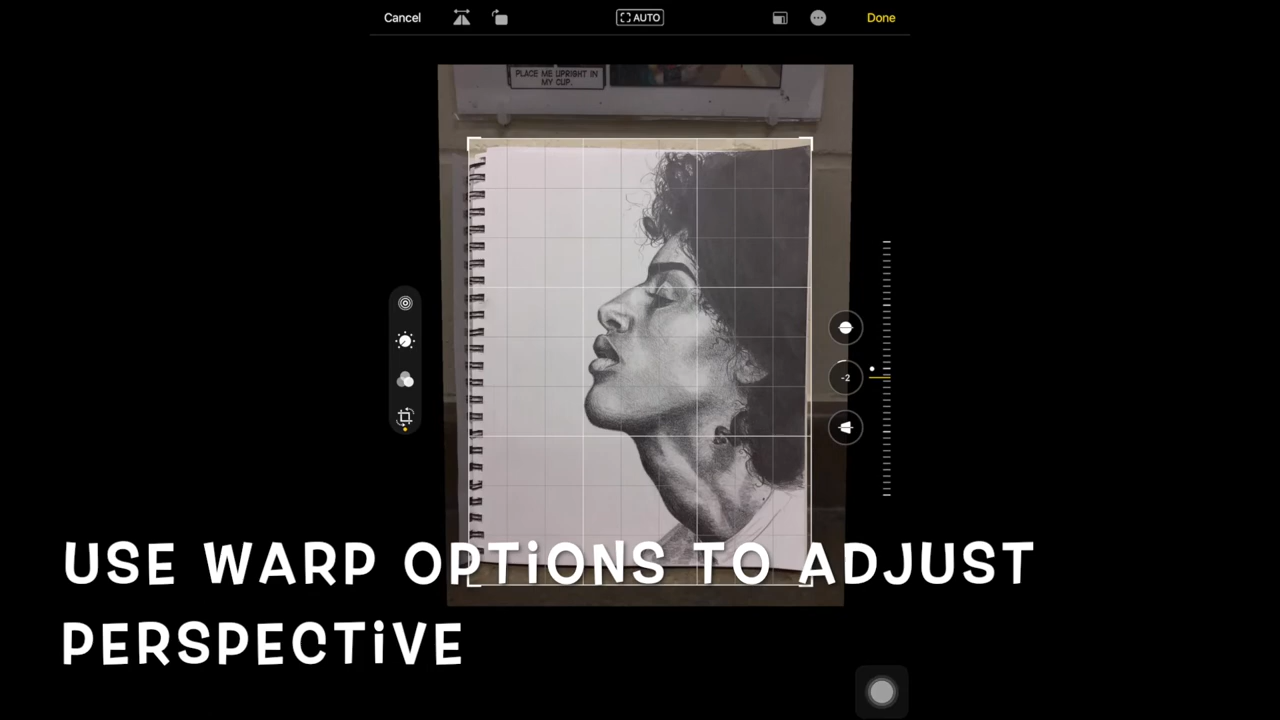 Cancel
AUTO
Done
PLACE ME UPRIGHT IN
MY CUP.
-2
USE WARP OPTiONS TO ADJUST
PERSPECTiVE